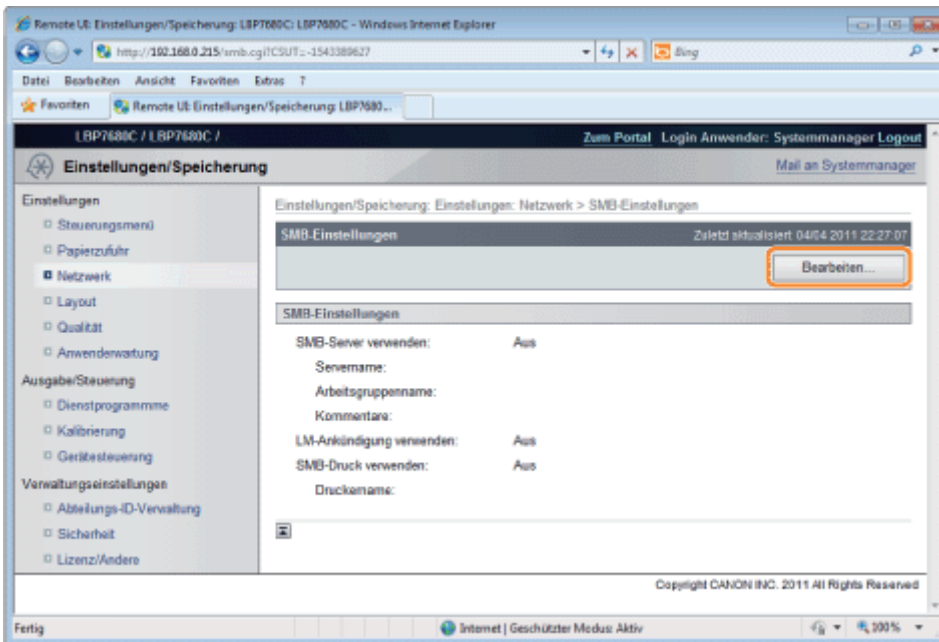 Remote UI: Einstellungen/Speicherung: LBP7680C: LBP7680C - Windows Internet Explorer
http://192.168.0.215/smb.cgi?CSUT=-1543389627
Bing
Datei Bearbeiten Ansicht Favoriten Extras ?
Favoriten Remote UI: Einstellungen/Speicherung: LBP7680...
LBP7680C / LBP7680C / Zum Portal Login Anwender: Systemmanager Logout
Einstellungen/Speicherung Mail an Systemmanager
Einstellungen
Steuerungsmenü
Papierzufuhr
Netzwerk
Layout
Qualität
Anwenderwartung
Ausgabe/Steuerung
Dienstprogrammme
Kalibrierung
Gerätesteuerung
Verwaltungseinstellungen
Abteilungs-ID-Verwaltung
Sicherheit
Lizenz/Andere
Einstellungen/Speicherung: Einstellungen: Netzwerk > SMB-Einstellungen
SMB-Einstellungen Zuletzt aktualisiert: 04/04 2011 22:27:07
Bearbeiten...
SMB-Einstellungen
SMB-Server verwenden: Aus
Servername:
Arbeitsgruppenname:
Kommentare:
LM-Ankündigung verwenden: Aus
SMB-Druck verwenden: Aus
Druckername:
Copyright CANON INC. 2011 All Rights Reserved
Fertig Internet | Geschützter Modus: Aktiv 100%